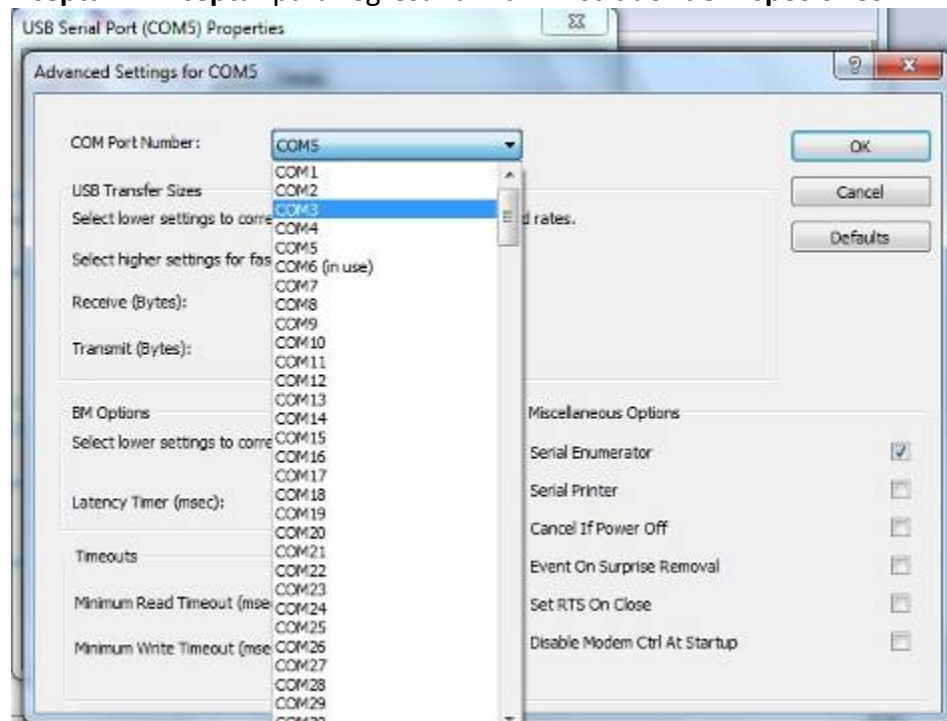 USB Serial Port (COM5) Properties
Advanced Settings for COM5
COM Port Number:
COM5
OK
Cancel
Defaults
USB Transfer Sizes
Select lower settings to corre
d rates.
Select higher settings for fas
Receive (Bytes):
Transmit (Bytes):
COM1
COM2
COM3
COM4
COM5
COM6 (in use)
COM7
COM8
COM9
COM10
COM11
COM12
COM13
COM14
COM15
COM16
COM17
COM18
COM19
COM20
COM21
COM22
COM23
COM24
COM25
COM26
COM27
COM28
COM29
BM Options
Select lower settings to corre
Latency Timer (msec):
Timeouts
Minimum Read Timeout (mse
Minimum Write Timeout (mse
Miscellaneous Options
Serial Enumerator
Serial Printer
Cancel If Power Off
Event On Surprise Removal
Set RTS On Close
Disable Modem Ctrl At Startup